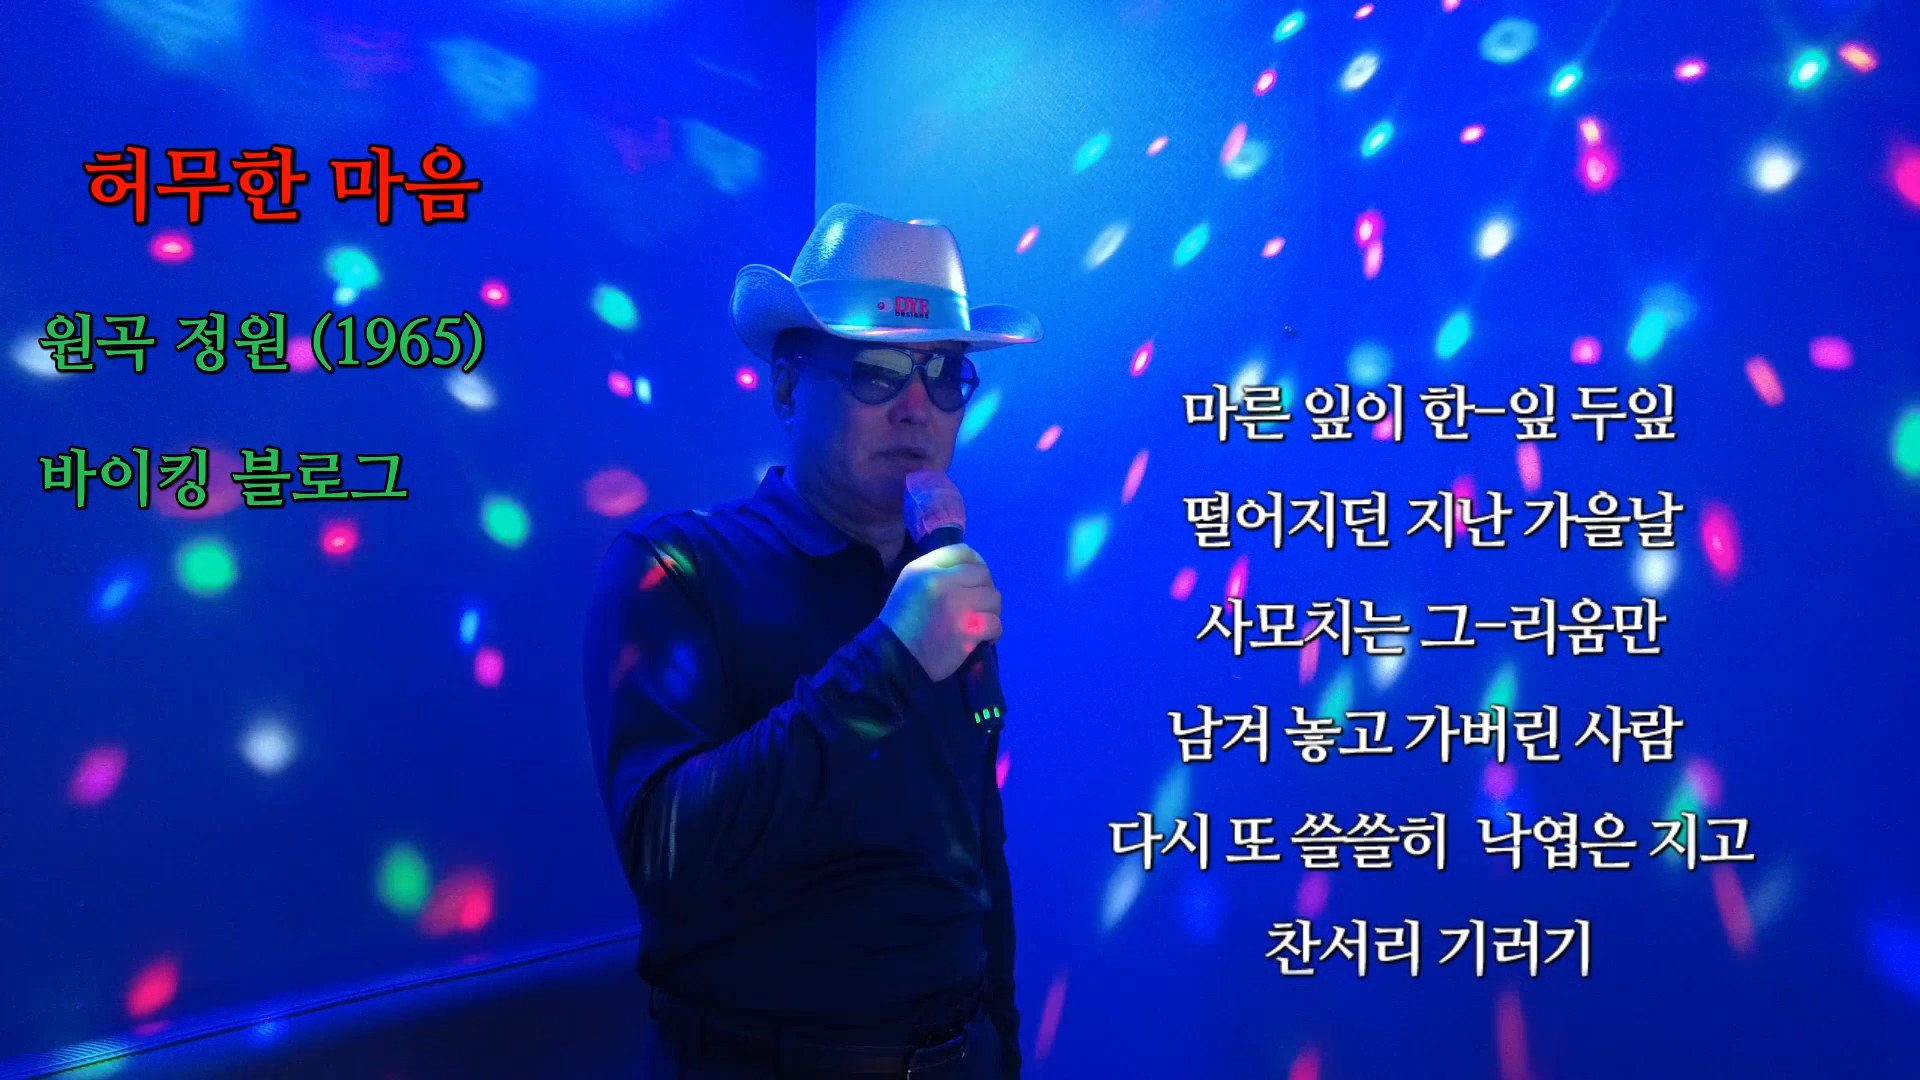 허무한 마음
원곡 정원 (1965)
바이킹 블로그
마른 잎이 한-잎 두잎
떨어지던 지난 가을날
사모치는 그-리움만
남겨 놓고 가버린 사람
다시 또 쓸쓸히 낙엽은 지고
찬서리 기러기
DESIGNS